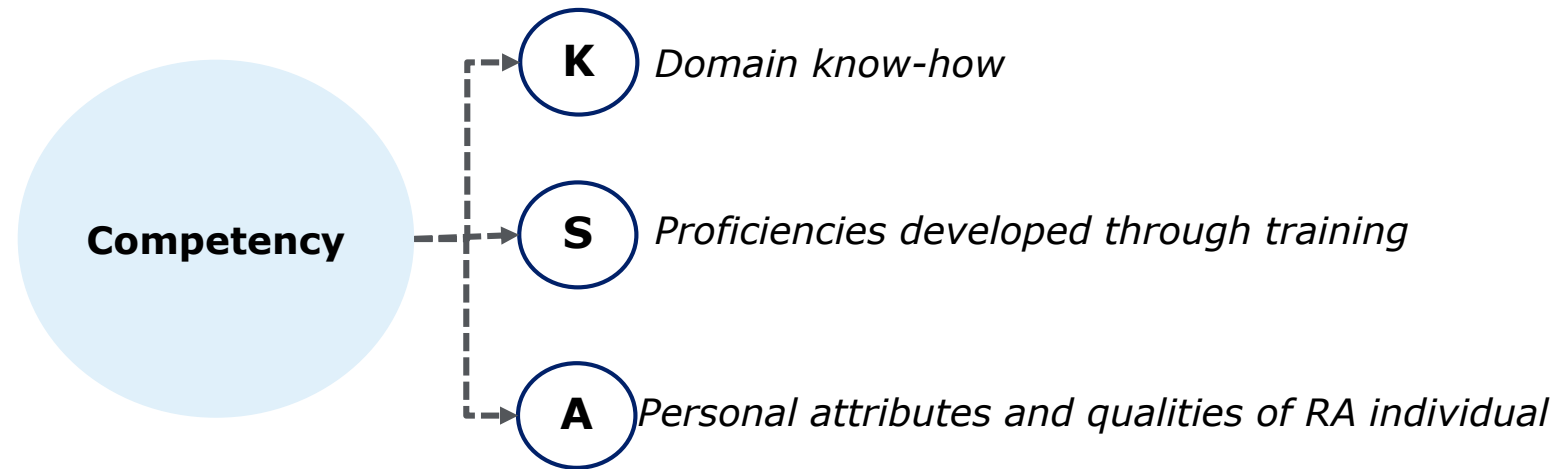 Competency
K
Domain know-how
S
Proficiencies developed through training
A
Personal attributes and qualities of RA individual